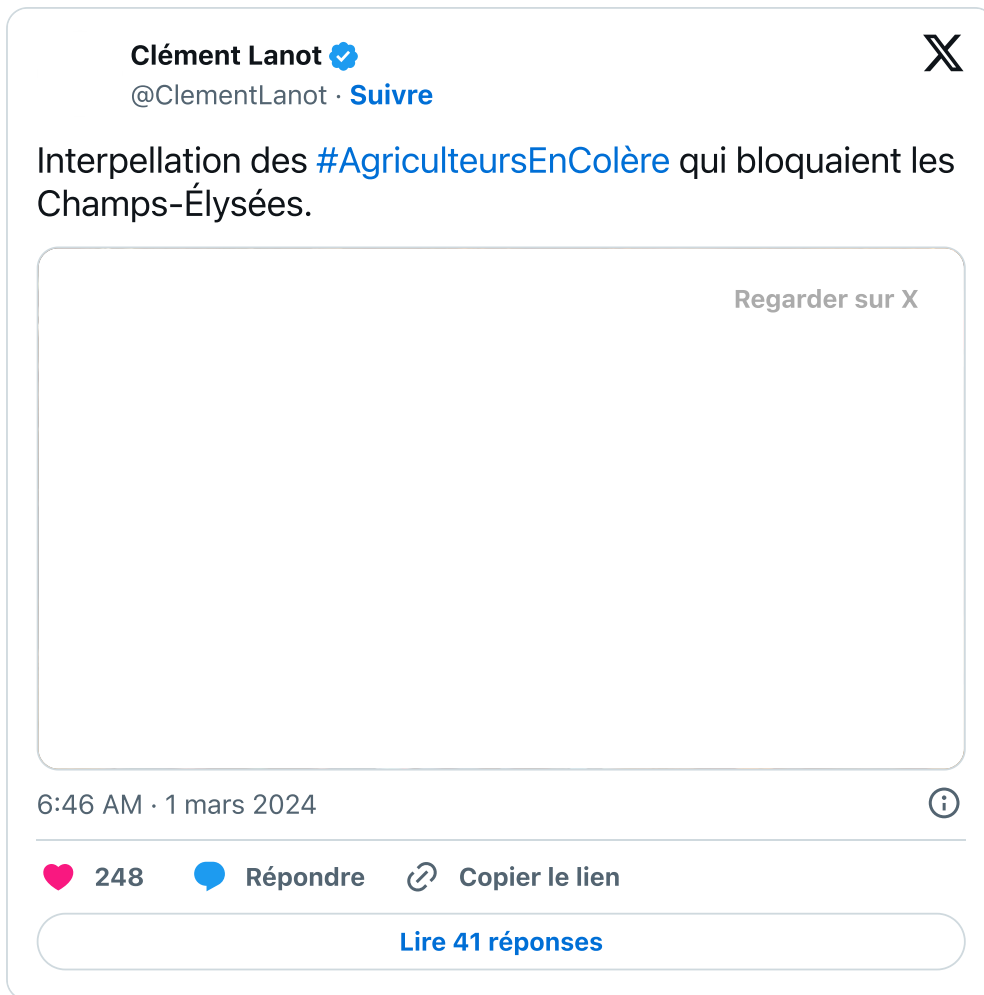 Clément Lanot
@ClementLanot · Suivre
Interpellation des #AgriculteursEnColère qui bloquaient les
Champs-Élysées.
Regarder sur X
6:46 AM · 1 mars 2024
248 Répondre Copier le lien
Lire 41 réponses